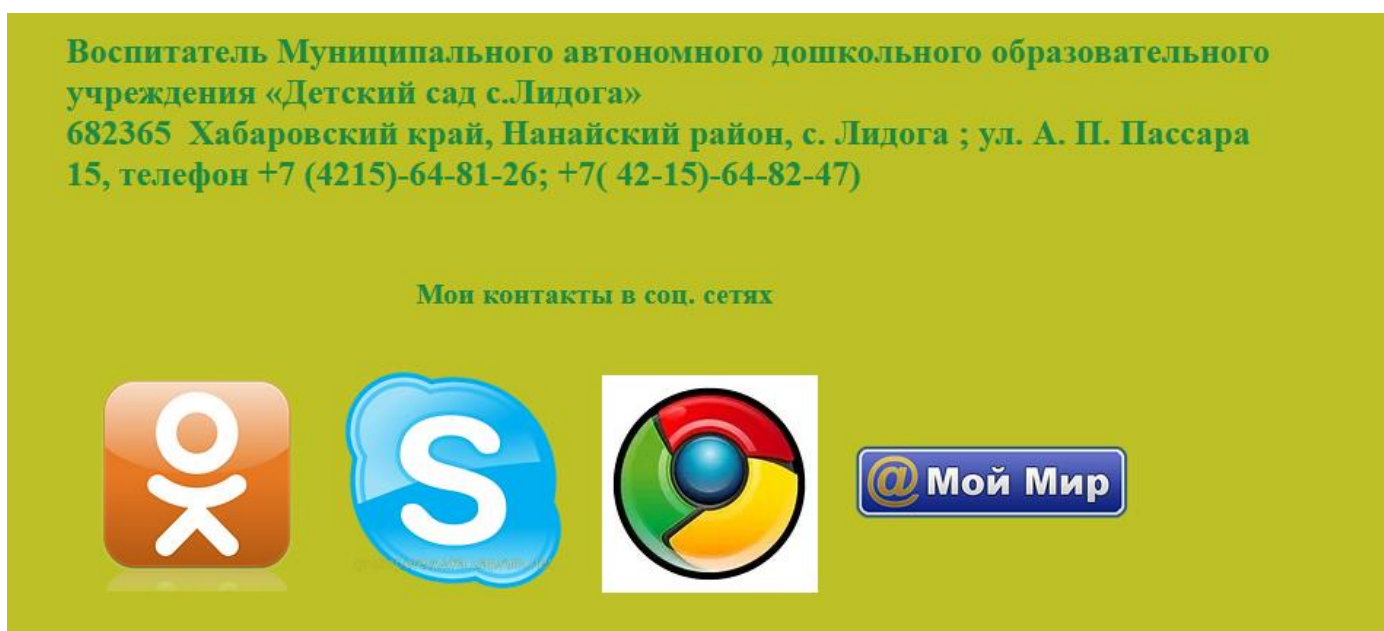 Воспитатель Муниципального автономного дошкольного образовательного
учреждения «Детский сад с.Лидога»
682365 Хабаровский край, Нанайский район, с. Лидога ; ул. А. П. Пассара
15, телефон +7 (4215)-64-81-26; +7( 42-15)-64-82-47)
Мои контакты в соц. сетях
S
@ Мой Мир